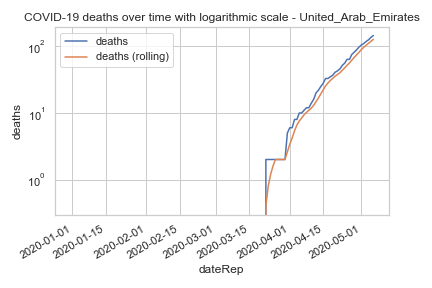 COVID-19 deaths over time with logarithmic scale - United_Arab_Emirates
deaths
deaths (rolling)
10²
10¹
10⁰
deaths
2020-01-01
2020-01-15
2020-02-01
2020-02-15
2020-03-01
2020-03-15
2020-04-01
2020-04-15
2020-05-01
dateRep